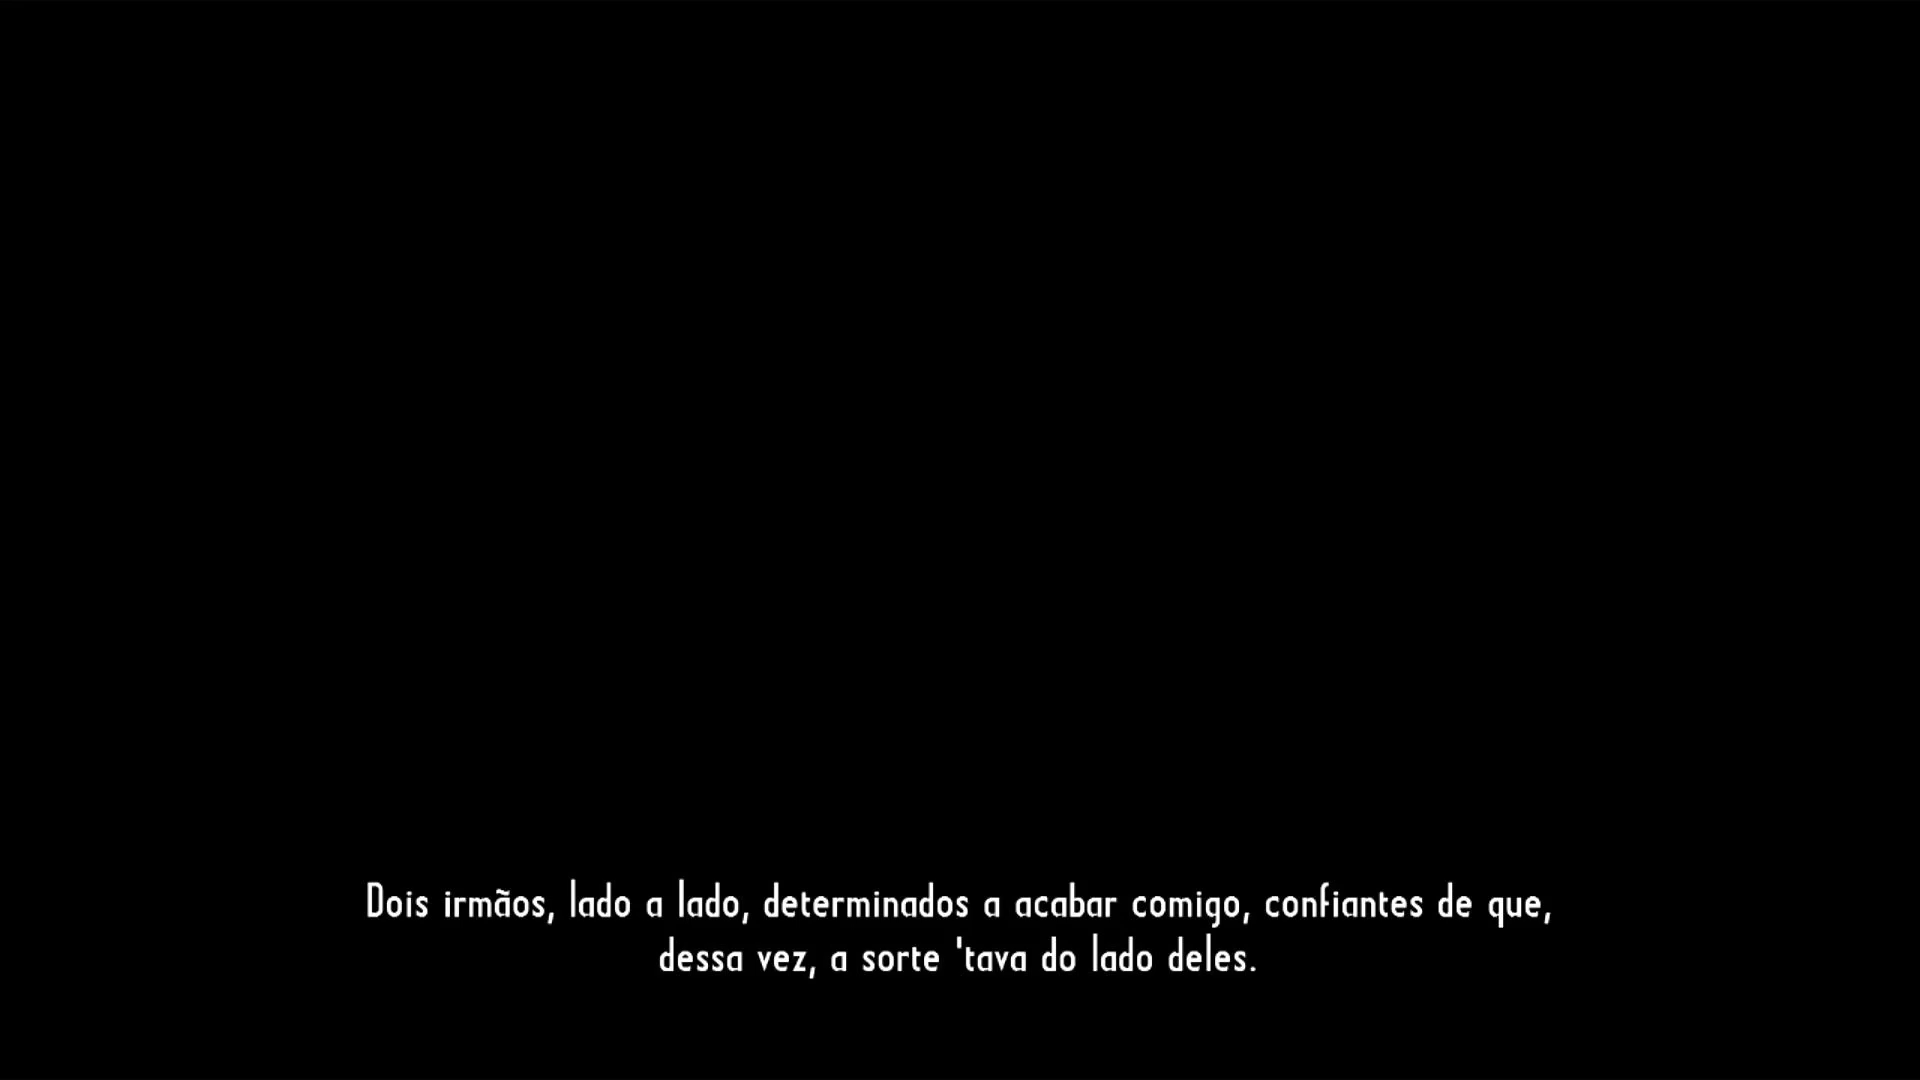 Dois irmãos, lado a lado, determinados a acabar comigo, confiantes de que,
dessa vez, a sorte 'tava do lado deles.